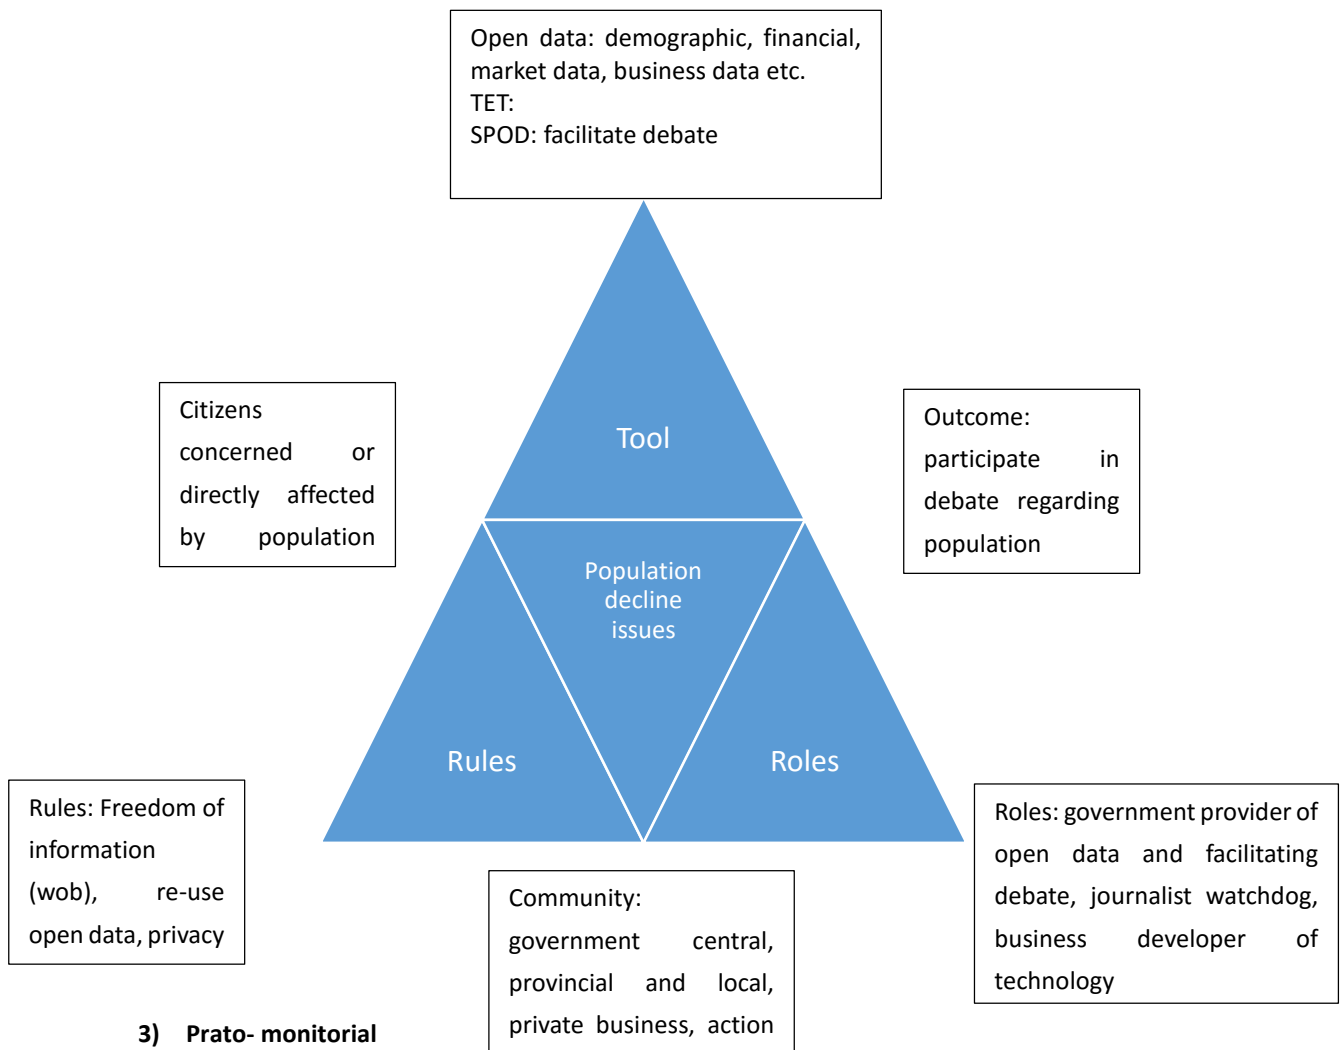 Open data: demographic, financial,
market data, business data etc.
TET:
SPOD: facilitate debate
Citizens
concerned or
directly affected
by population
Tool
Outcome:
participate in
debate regarding
population
Population
decline
issues
Rules
Roles
Rules: Freedom of
information
(wob), re-use
open data, privacy
Community:
government central,
provincial and local,
private business, action
Roles: government provider of
open data and facilitating
debate, journalist watchdog,
business developer of
technology
3) Prato- monitorial